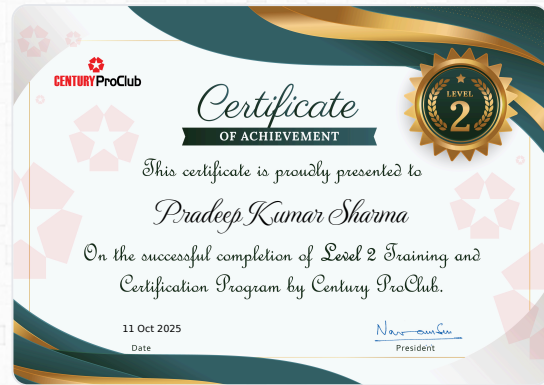 CENTURY ProClub
LEVEL
2
Certificate
OF ACHIEVEMENT
This certificate is proudly presented to
Pradeep Kumar Sharma
On the successful completion of Level 2 Training and
Certification Program by Century ProClub.
11 Oct 2025
Date
President